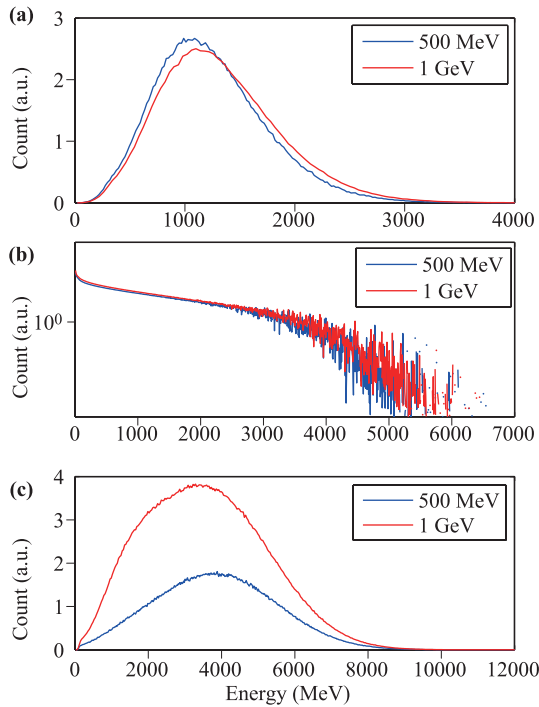 (a)
3
2
1
0
Count (a.u.)
500 MeV
1 GeV
1000 2000 3000 4000
(b)
10⁰
Count (a.u.)
500 MeV
1 GeV
0 1000 2000 3000 4000 5000 6000 7000
(c)
4
3
2
1
0
Count (a.u.)
500 MeV
1 GeV
0 2000 4000 6000 8000 10000 12000
Energy (MeV)